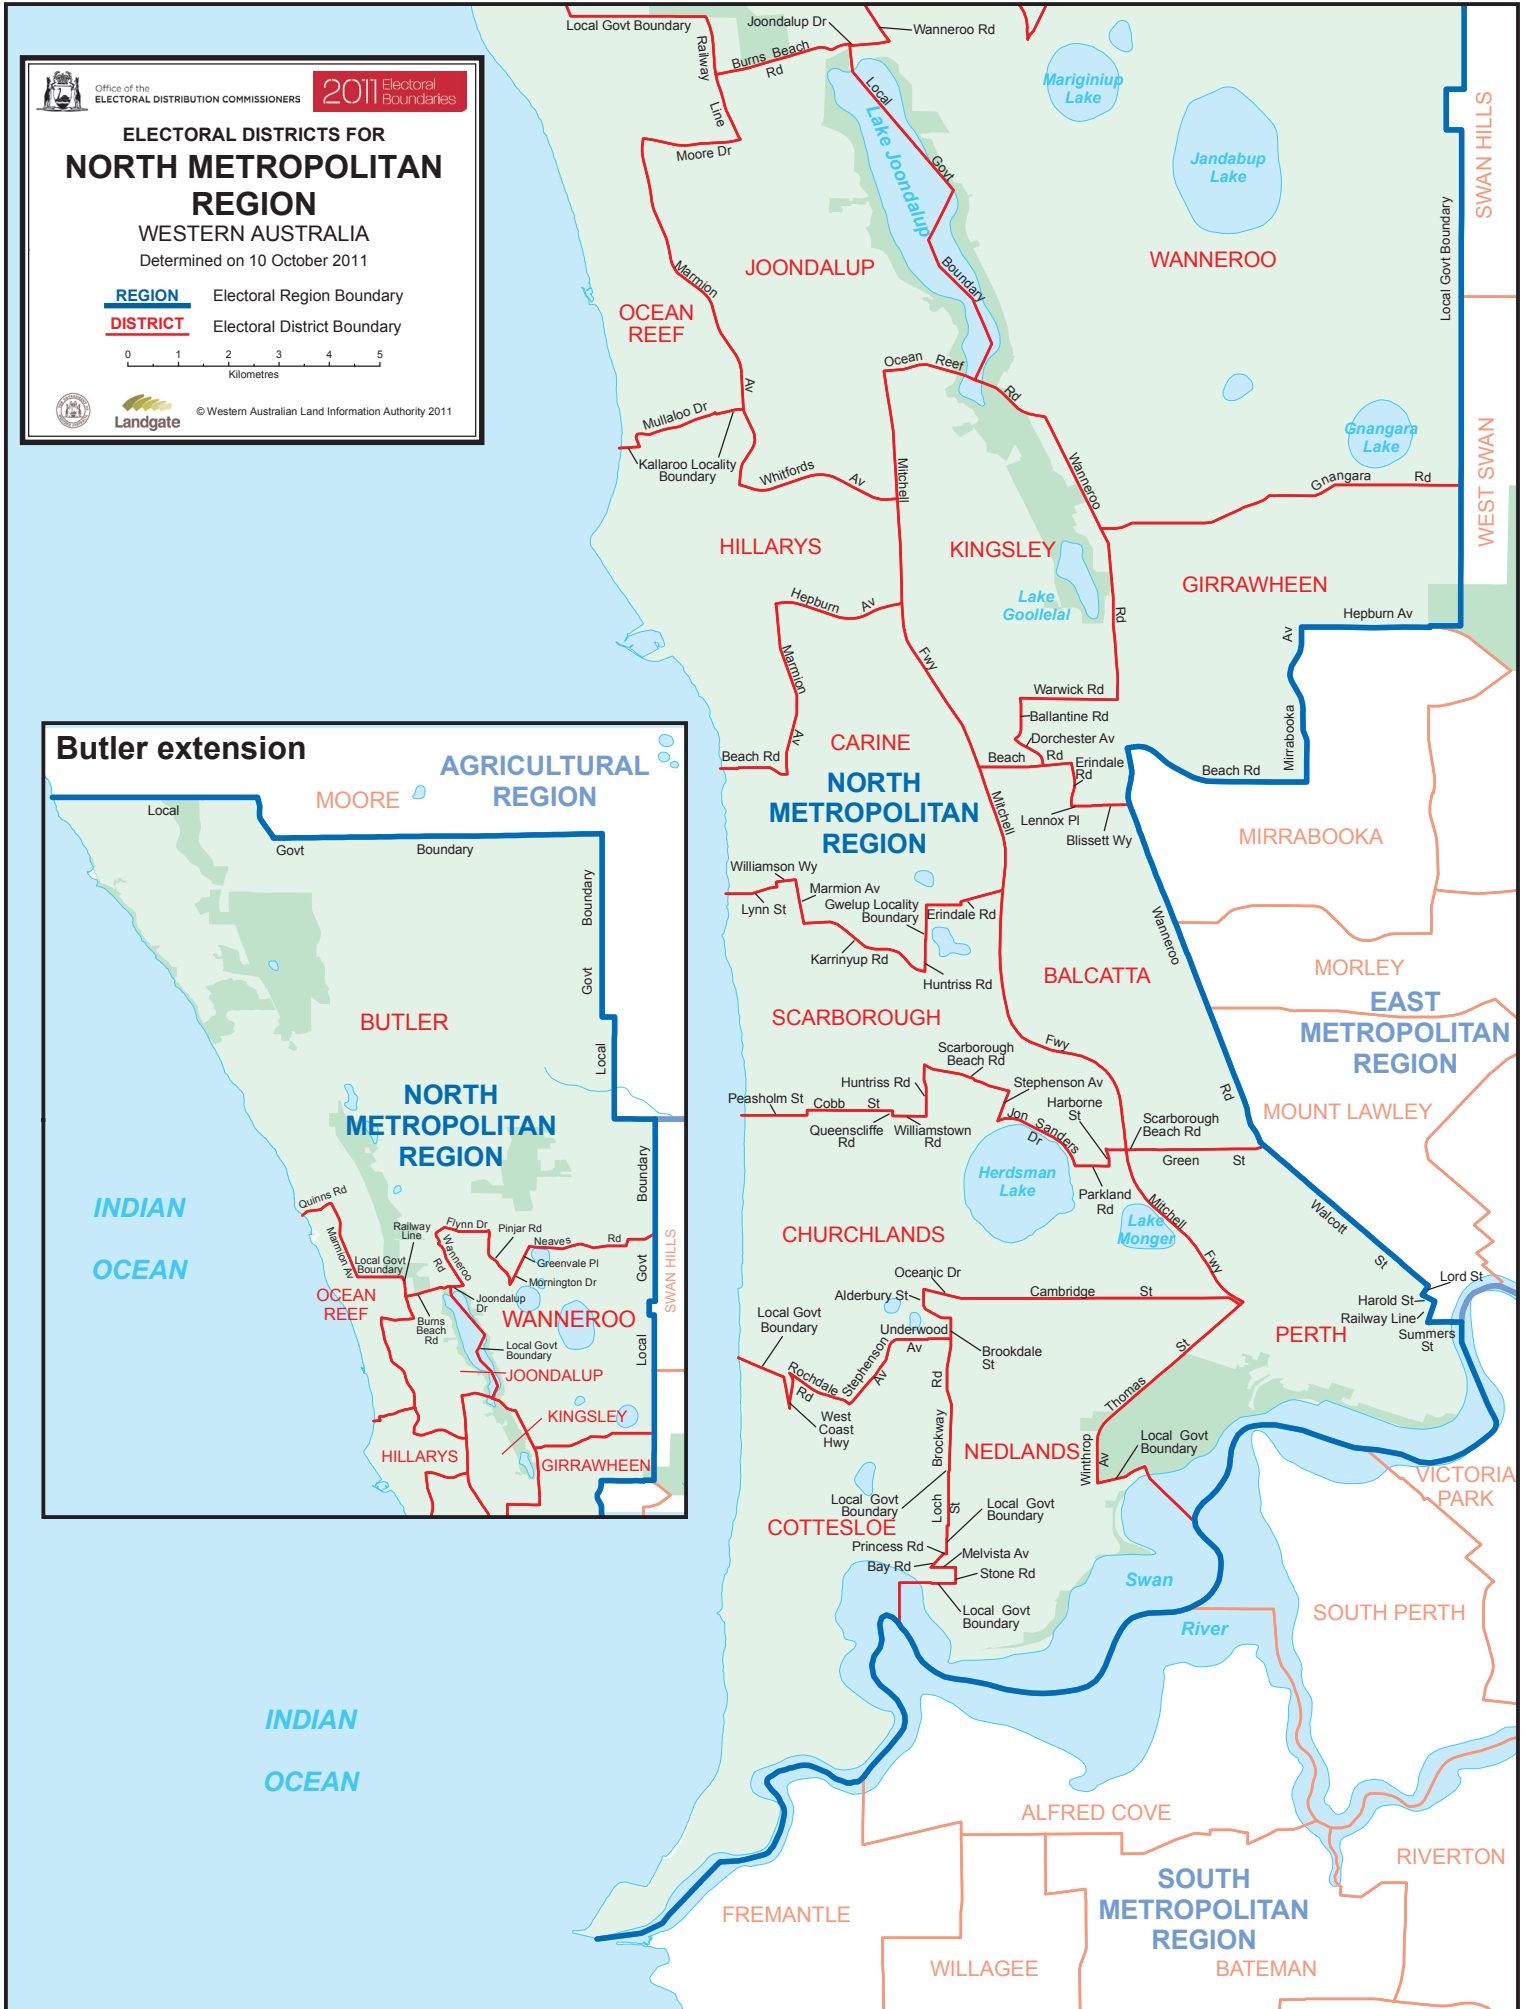 Office of the
ELECTORAL DISTRIBUTION COMMISSIONERS
2011 Electoral
Boundaries
ELECTORAL DISTRICTS FOR
NORTH METROPOLITAN
REGION
WESTERN AUSTRALIA
Determined on 10 October 2011
REGION Electoral Region Boundary
DISTRICT Electoral District Boundary
0 1 2 3 4 5
Kilometres
Landgate
© Western Australian Land Information Authority 2011
Local Govt Boundary
Joondalup Dr
Wanneroo Rd
Railway
Line
Burns Beach
Rd
Moore Dr
Local
Govt
Boundary
Lake Joondalup
Mariginiup
Lake
Jandabup
Lake
SWAN HILLS
Local Govt Boundary
JOONDALUP
WANNEROO
Marmion
Av
OCEAN
REEF
Ocean Reef
Rd
Mullaloo Dr
Kallaroo Locality
Boundary
Whitfords
Av
Mitchell
Wanneroo
Gnangara
Lake
Gnangara Rd
WEST SWAN
HILLARYS
KINGSLEY
GIRRAWHEEN
Lake
Goollelal
Rd
Hepburn Av
Hepburn Av
Av
Mirrabooka
Marmion
Av
Fwy
Warwick Rd
Ballantine Rd
Dorchester Av
Beach Rd
CARINE
Beach Rd
Erindale
Rd
Beach Rd
NORTH
METROPOLITAN
REGION
Mitchell
Lennox Pl
Blissett Wy
MIRRABOOKA
Williamson Wy
Lynn St
Marmion Av
Gwelup Locality
Boundary
Erindale Rd
Karrinyup Rd
Huntriss Rd
Wanneroo
Rd
BALCATTA
MORLEY
EAST
METROPOLITAN
REGION
SCARBOROUGH
Fwy
Scarborough
Beach Rd
Huntriss Rd
Stephenson Av
Harborne
St
MOUNT LAWLEY
Peasholm St
Cobb St
Queenscliffe
Rd
Williamstown
Rd
Jon Sanders
Dr
Scarborough
Beach Rd
Green St
Herdsman
Lake
Parkland
Rd
Lake
Monger
Mitchell
Fwy
Walcott
St
CHURCHLANDS
Oceanic Dr
Alderbury St
Cambridge St
Lord St
Harold St
Railway Line
Summers
St
PERTH
Local Govt
Boundary
Underwood
Av
Brookdale
St
Rochdale
Rd
Stephenson
Av
West
Coast
Hwy
Rd
Brockway
St
Thomas
NEDLANDS
Winthrop
Av
Local Govt
Boundary
VICTORIA
PARK
Local Govt
Boundary
Loch
St
Local Govt
Boundary
COTTESLOE
Princess Rd
Bay Rd
Melvista Av
Stone Rd
Local Govt
Boundary
Swan
River
SOUTH PERTH
INDIAN
OCEAN
ALFRED COVE
RIVERTON
SOUTH
METROPOLITAN
REGION
FREMANTLE
WILLAGEE
BATEMAN
Butler extension
AGRICULTURAL
REGION
MOORE
Local
Govt
Boundary
Boundary
Govt
Local
BUTLER
NORTH
METROPOLITAN
REGION
INDIAN
OCEAN
Quinns Rd
Marmion Av
Local Govt
Boundary
Railway
Line
Flynn Dr
Wanneroo
Rd
Pinjar Rd
Neaves Rd
Greenvale Pl
Mornington Dr
Boundary
Govt
Local
SWAN HILLS
OCEAN
REEF
Burns
Beach
Rd
Joondalup
Dr
WANNEROO
Local Govt
Boundary
JOONDALUP
KINGSLEY
HILLARYS
GIRRAWHEEN